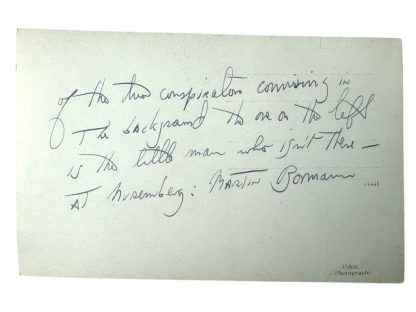 of the two conspirators conniving in
the background the one on the left
is the little man who isn't there —
AT Nuremberg: MARTIN Bormann